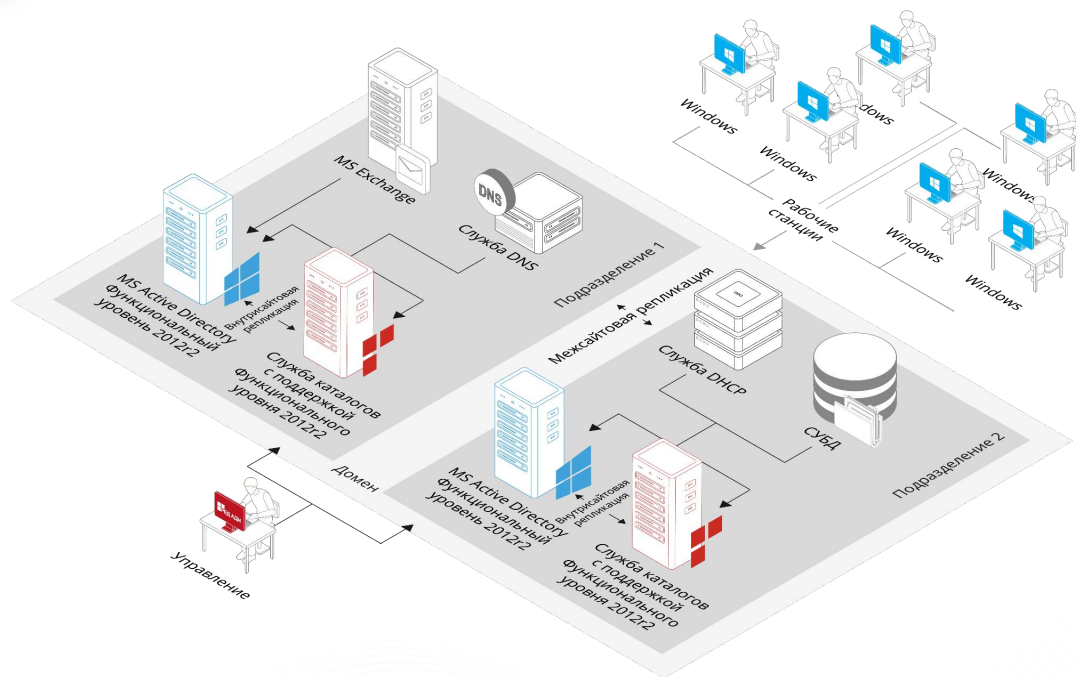 Windows
Windows
dows
Windows
Windows
Windows
Рабочие
станции
MS Exchange
DNS
Служба DNS
Подразделение 1
MS Active Directory
Функциональный
уровень 2012r2
Внутрисайтовая
репликация
Служба каталогов
с поддержкой
Функционального
уровня 2012r2
Межсайтовая репликация
Служба DHCP
СУБД
Подразделение 2
MS Active Directory
Функциональный
уровень 2012r2
Внутрисайтовая
репликация
Служба каталогов
с поддержкой
Функционального
уровня 2012r2
Домен
Управление